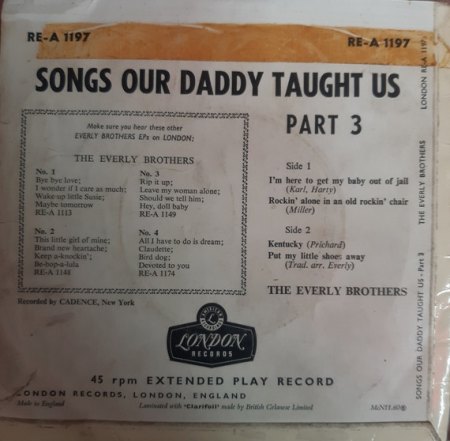 RE-A 1197
RE-A 1197
SONGS OUR DADDY TAUGHT US
PART 3
Make sure you hear these other
EVERLY BROTHERS EPs on LONDON;
THE EVERLY BROTHERS
No. 1
Bye bye love;
I wonder if I care as much;
Wake up little Susie;
Maybe tomorrow
RE-A 1113
No. 2
This little girl of mine;
Brand new heartache;
Keep a-knockin';
Be-bop-a-lula
RE-A 1148
No. 3
Rip it up;
Leave my woman alone;
Should we tell him;
Hey, doll baby
RE-A 1149
No. 4
All I have to do is dream;
Claudette;
Bird dog;
Devoted to you
RE-A 1174
Side 1
I'm here to get my baby out of jail
(Karl, Harty)
Rockin' alone in an old rockin' chair
(Miller)
Side 2
Kentucky (Prichard)
Put my little shoes away
(Trad. arr. Everly)
THE EVERLY BROTHERS
Recorded by CADENCE, New York
AMERICAN
RECORDINGS
L
LONDON
RECORDS
45 rpm EXTENDED PLAY RECORD
LONDON RECORDS, LONDON, ENGLAND
Made in England
Laminated with 'Clarifoil' made by British Celanese Limited
LONDON RE-A 1197
THE EVERLY BROTHERS
SONGS OUR DADDY TAUGHT US - Part 3